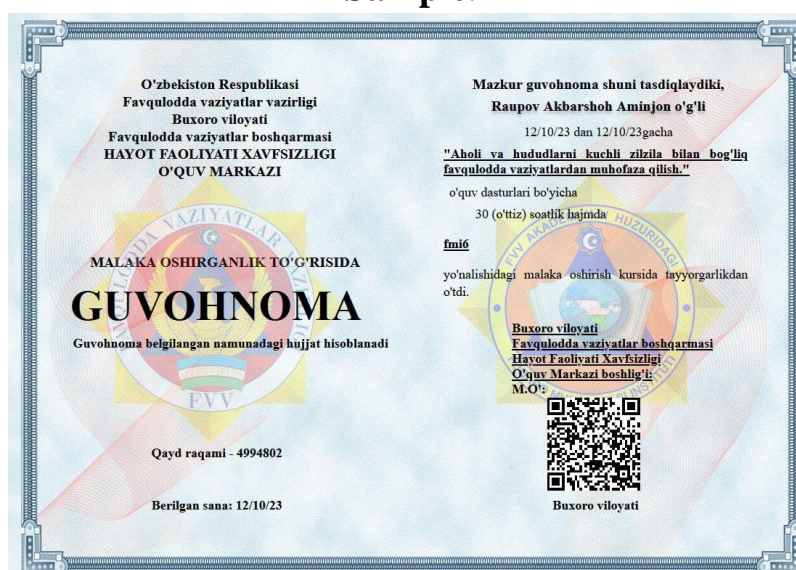 O'zbekiston Respublikasi
Favqulodda vaziyatlar vazirligi
Buxoro viloyati
Favqulodda vaziyatlar boshqarmasi
HAYOT FAOLIYATI XAVFSIZLIGI
O'QUV MARKAZI
MALAKA OSHIRGANLIK TO'G'RISIDA
GUVOHNOMA
Guvohnoma belgilangan namunadagi hujjat hisoblanadi
FVV
Qayd raqami - 4994802
Berilgan sana: 12/10/23
Mazkur guvohnoma shuni tasdiqlaydiki,
Raupov Akbarshoh Aminjon o'g'li
12/10/23 dan 12/10/23gacha
"Aholi va hududlarni kuchli zilzila bilan bog'liq
favqulodda vaziyatlardan muhofaza qilish."
o'quv dasturlari bo'yicha
30 (o'ttiz) soatlik hajmda
fmi6
yo'nalishidagi malaka oshirish kursida tayyorgarlikdan
o'tdi.
Buxoro viloyati
Favqulodda vaziyatlar boshqarmasi
Hayot Faoliyati Xavfsizligi
O'quv Markazi boshlig'i:
M.O':
Buxoro viloyati